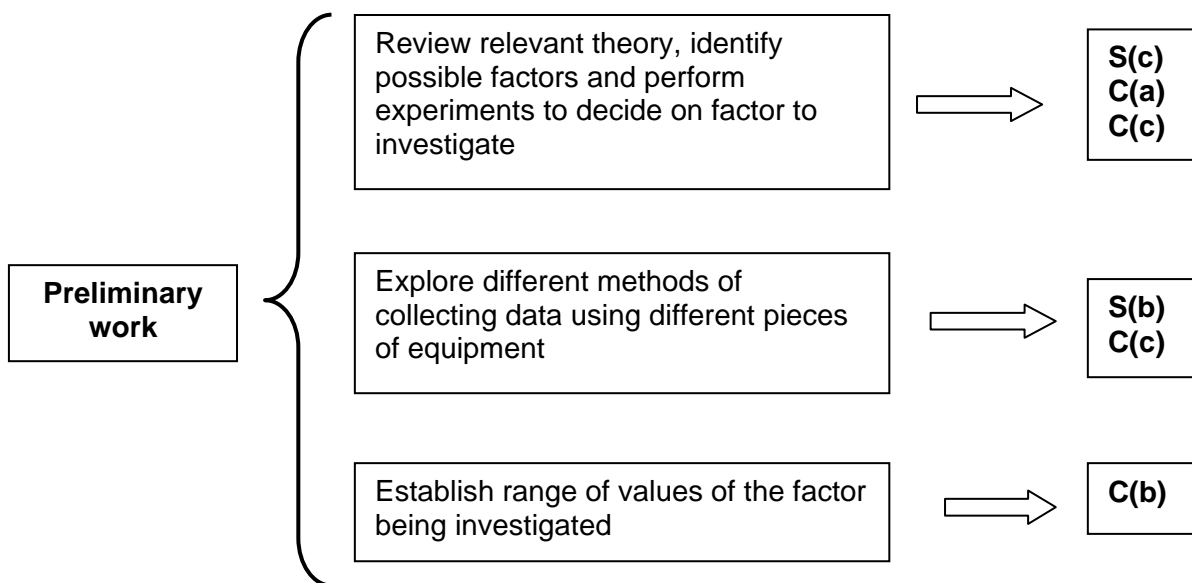 Review relevant theory, identify
possible factors and perform
experiments to decide on factor to
investigate
S(c)
C(a)
C(c)
Preliminary
work
Explore different methods of
collecting data using different pieces
of equipment
S(b)
C(c)
Establish range of values of the factor
being investigated
C(b)